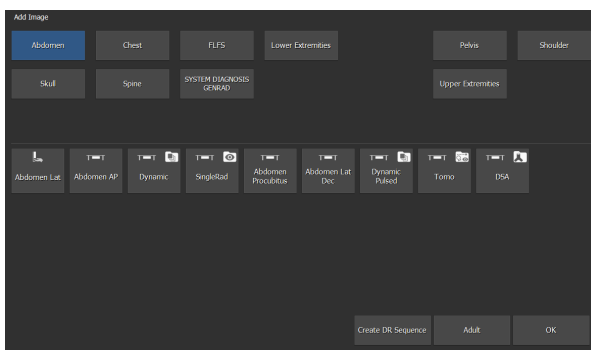 Add Image
Abdomen
Chest
FLFS
Lower Extremities
Pelvis
Shoulder
Skull
Spine
SYSTEM DIAGNOSIS
GENRAD
Upper Extremities
Abdomen Lat
Abdomen AP
Dynamic
SingleRad
Abdomen
Procubitus
Abdomen Lat
Dec
Dynamic
Pulsed
Tomo
DSA
Create DR Sequence
Adult
OK